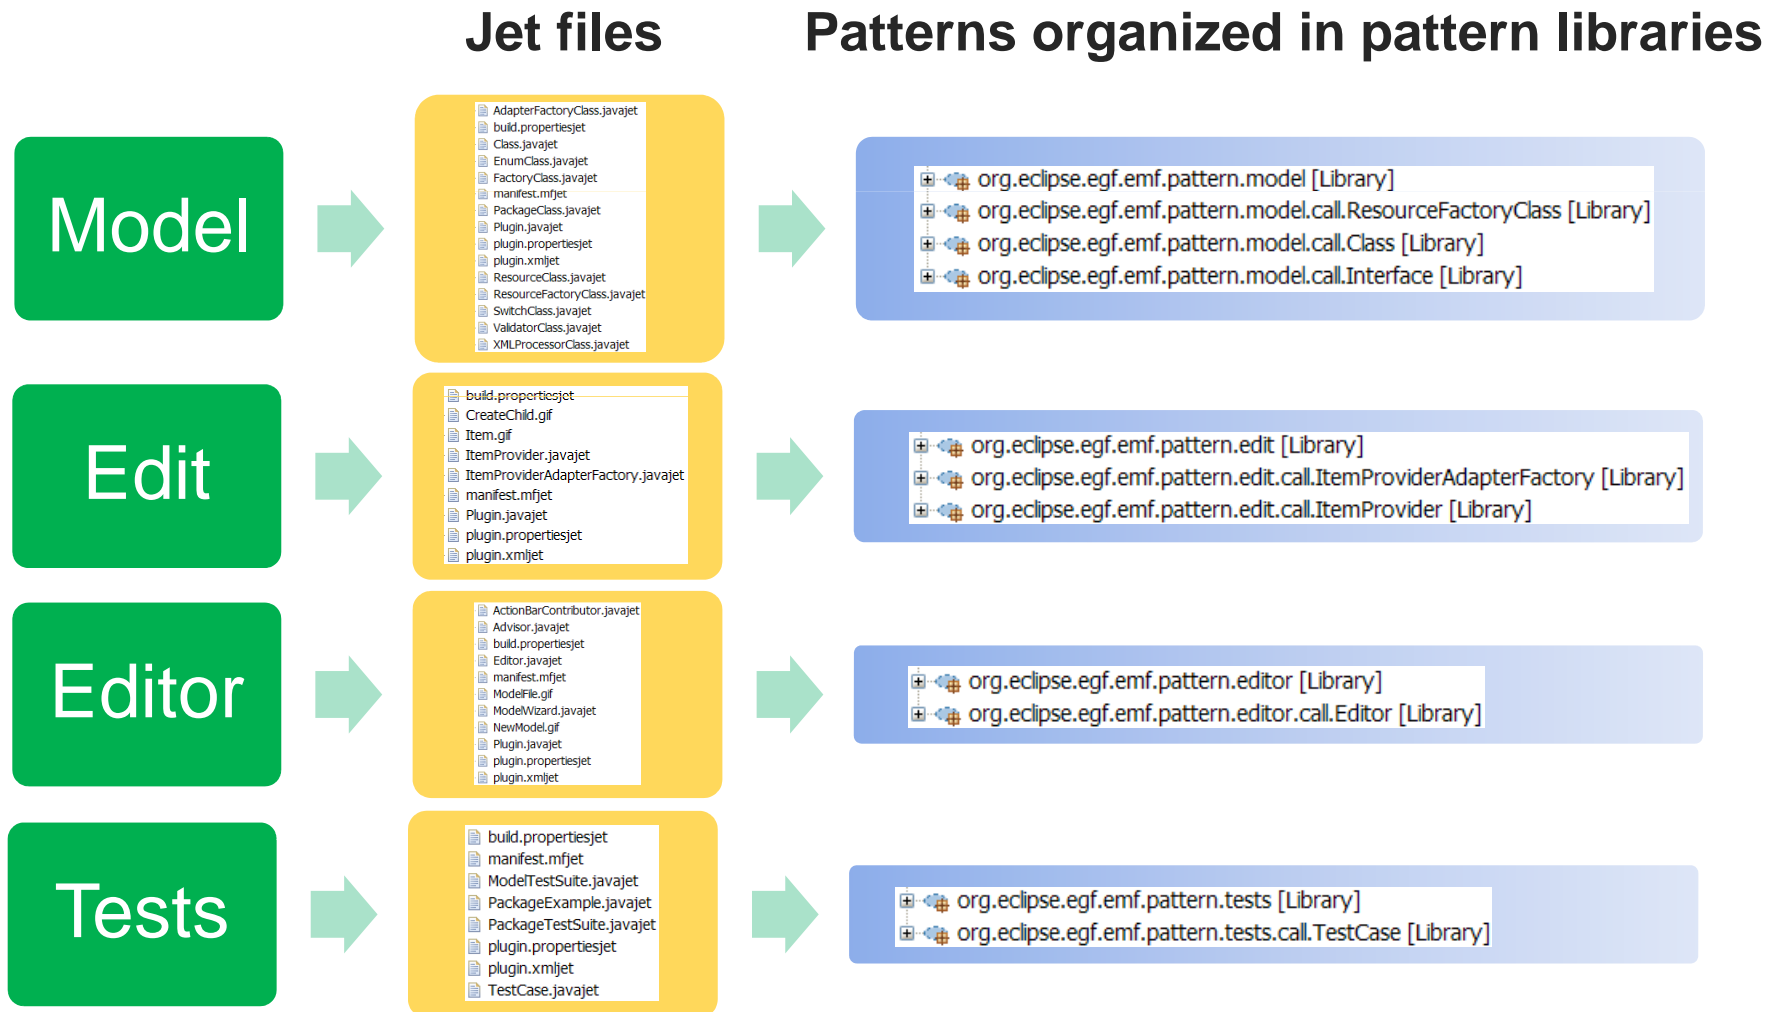 Jet files
Patterns organized in pattern libraries
Model
AdapterFactoryClass.javajet
build.propertiesjet
Class.javajet
EnumClass.javajet
FactoryClass.javajet
manifest.mfjet
PackageClass.javajet
Plugin.javajet
plugin.propertiesjet
plugin.xmljet
ResourceClass.javajet
ResourceFactoryClass.javajet
SwitchClass.javajet
ValidatorClass.javajet
XMLProcessorClass.javajet
org.eclipse.egf.emf.pattern.model [Library]
org.eclipse.egf.emf.pattern.model.call.ResourceFactoryClass [Library]
org.eclipse.egf.emf.pattern.model.call.Class [Library]
org.eclipse.egf.emf.pattern.model.call.Interface [Library]
Edit
build.propertiesjet
CreateChild.gif
Item.gif
ItemProvider.javajet
ItemProviderAdapterFactory.javajet
manifest.mfjet
Plugin.javajet
plugin.propertiesjet
plugin.xmljet
org.eclipse.egf.emf.pattern.edit [Library]
org.eclipse.egf.emf.pattern.edit.call.ItemProviderAdapterFactory [Library]
org.eclipse.egf.emf.pattern.edit.call.ItemProvider [Library]
Editor
ActionBarContributor.javajet
Advisor.javajet
build.propertiesjet
Editor.javajet
manifest.mfjet
ModelFile.gif
ModelWizard.javajet
NewModel.gif
Plugin.javajet
plugin.propertiesjet
plugin.xmljet
org.eclipse.egf.emf.pattern.editor [Library]
org.eclipse.egf.emf.pattern.editor.call.Editor [Library]
Tests
build.propertiesjet
manifest.mfjet
ModelTestSuite.javajet
PackageExample.javajet
PackageTestSuite.javajet
plugin.propertiesjet
plugin.xmljet
TestCase.javajet
org.eclipse.egf.emf.pattern.tests [Library]
org.eclipse.egf.emf.pattern.tests.call.TestCase [Library]